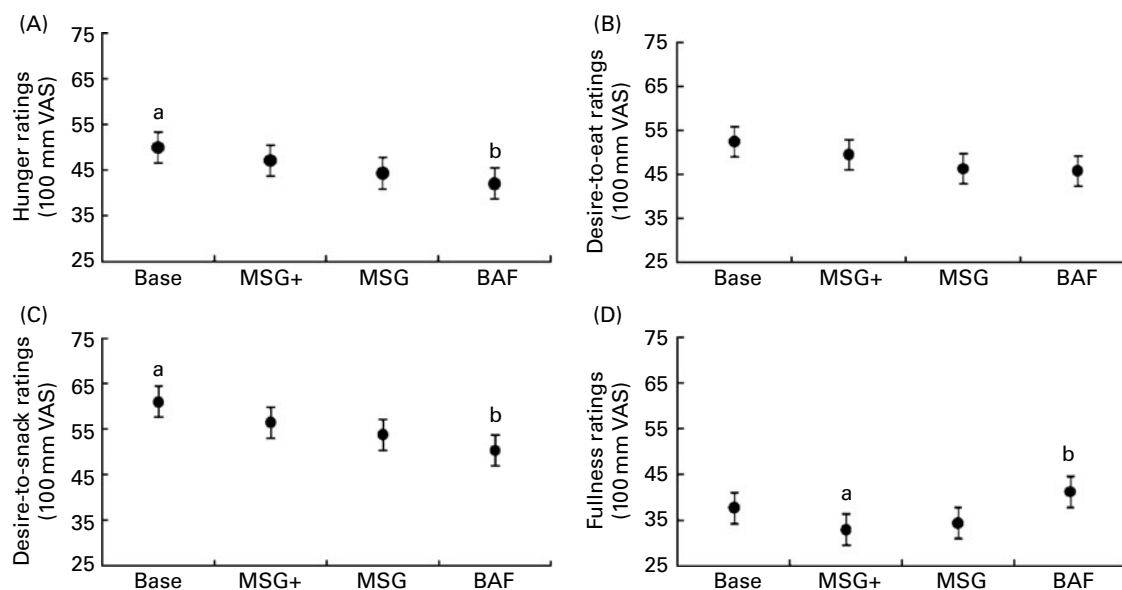 (A)
75
65
55
45
35
25
Hunger ratings
(100 mm VAS)
a
b
Base MSG+ MSG BAF
(B)
75
65
55
45
35
25
Desire-to-eat ratings
(100 mm VAS)
Base MSG+ MSG BAF
(C)
75
65
55
45
35
25
Desire-to-snack ratings
(100 mm VAS)
a
b
Base MSG+ MSG BAF
(D)
75
65
55
45
35
25
Fullness ratings
(100 mm VAS)
a
b
Base MSG+ MSG BAF